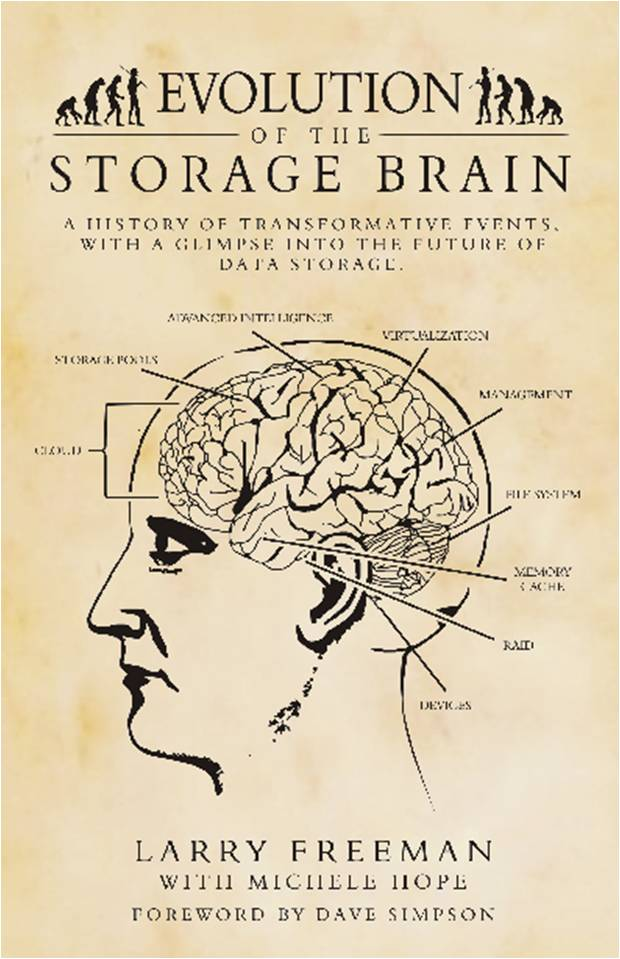 EVOLUTION
OF THE
STORAGE BRAIN
A HISTORY OF TRANSFORMATIVE EVENTS,
WITH A GLIMPSE INTO THE FUTURE OF
DATA STORAGE.
ADVANCED INTELLIGENCE
VIRTUALIZATION
STORAGE POOLS
MANAGEMENT
CLOUD
FILE SYSTEM
MEMORY
CACHE
RAID
DEVICES
LARRY FREEMAN
WITH MICHELE HOPE
FOREWORD BY DAVE SIMPSON